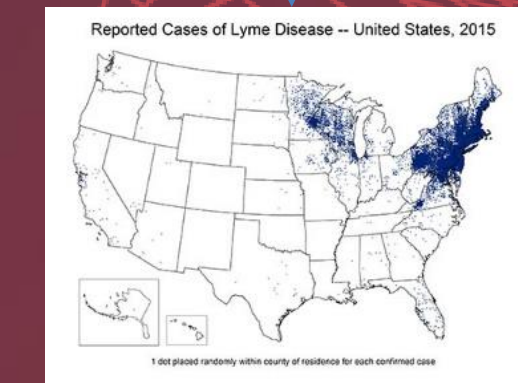 Reported Cases of Lyme Disease -- United States, 2015
1 dot placed randomly within county of residence for each confirmed case